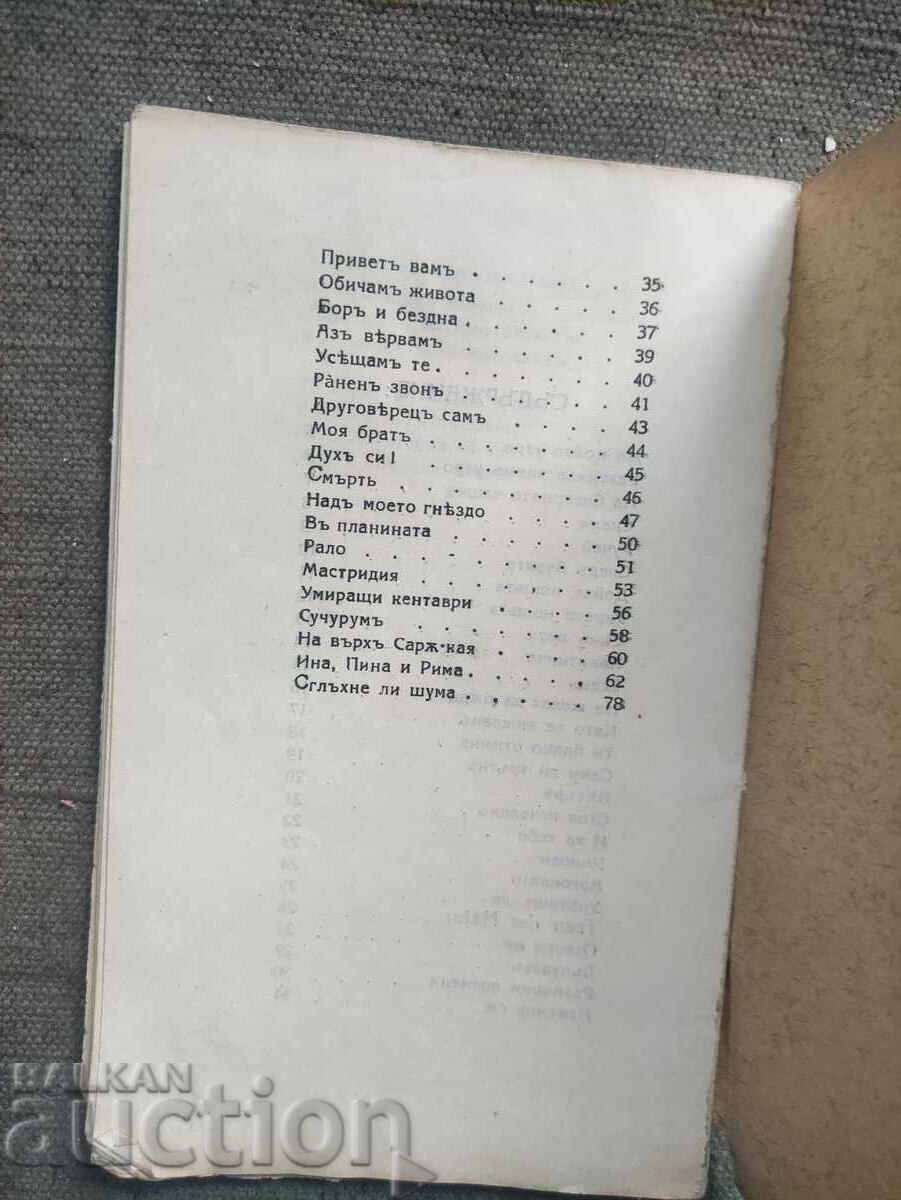 Приветъ вамъ . . . . . . 35
Обичамъ живота . . . . . 36
Боръ и бездна . . . . . . 37
Язъ вѣрвамъ . . . . . . 39
Усѣщамъ те . . . . . . . 40
Рàненъ звонъ . . . . . . 41
Друговѣрецъ самъ . . . . . 43
Моя братъ . . . . . . . 44
Духъ си! . . . . . . . 45
Смърть . . . . . . . . 46
Надъ моето гнѣздо . . . . . 47
Въ планината . . . . . . 50
Рало . . . . . . . . 51
Мастридия . . . . . . . 53
Умиращи кентаври . . . . . 56
Сучурумъ . . . . . . . 58
На върхъ Сарѫ-кая . . . . . 60
Ина, Пина и Рима . . . . . . 62
Сглъхне ли шума . . . . . . 78
BALKAN
auction